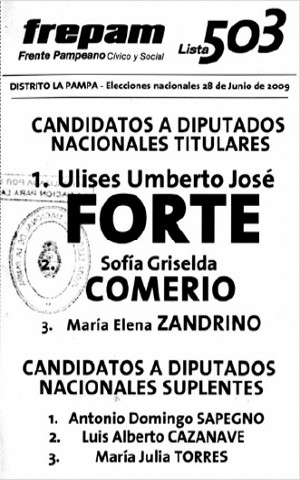 frepam
Frente Pampeano Cívico y Social
Lista 503
DISTRITO LA PAMPA - Elecciones nacionales 28 de Junio de 2009
CANDIDATOS A DIPUTADOS
NACIONALES TITULARES
1. Ulises Umberto José
FORTE
2. Sofía Griselda
COMERIO
3. María Elena ZANDRINO
CANDIDATOS A DIPUTADOS
NACIONALES SUPLENTES
1. Antonio Domingo SAPEGNO
2. Luis Alberto CAZANAVE
3. María Julia TORRES